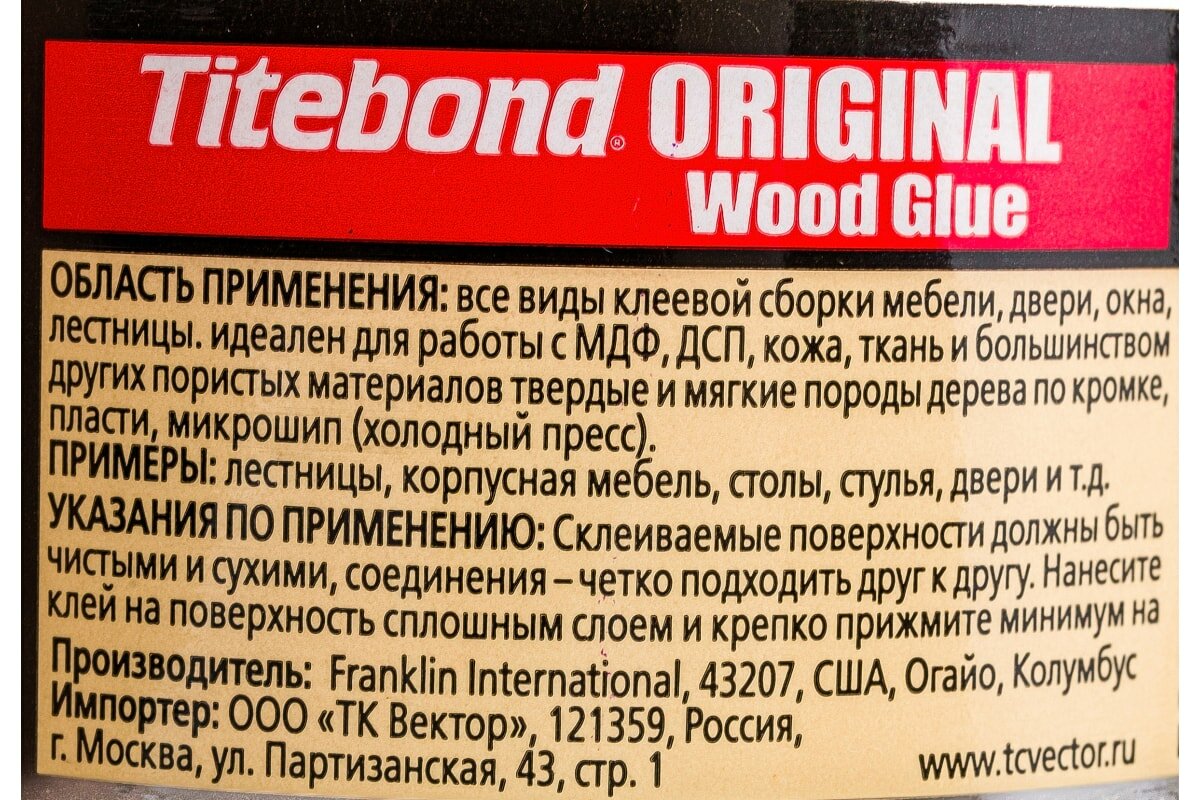 Titebond® ORIGINAL
Wood Glue
ОБЛАСТЬ ПРИМЕНЕНИЯ: все виды клеевой сборки мебели, двери, окна,
лестницы. идеален для работы с МДФ, ДСП, кожа, ткань и большинством
других пористых материалов твердые и мягкие породы дерева по кромке,
пласти, микрошип (холодный пресс).
ПРИМЕРЫ: лестницы, корпусная мебель, столы, стулья, двери и т.д.
УКАЗАНИЯ ПО ПРИМЕНЕНИЮ: Склеиваемые поверхности должны быть
чистыми и сухими, соединения – четко подходить друг к другу. Нанесите
клей на поверхность сплошным слоем и крепко прижмите минимум на
Производитель: Franklin International, 43207, США, Огайо, Колумбус
Импортер: ООО «ТК Вектор», 121359, Россия,
г. Москва, ул. Партизанская, 43, стр. 1
www.tcvector.ru